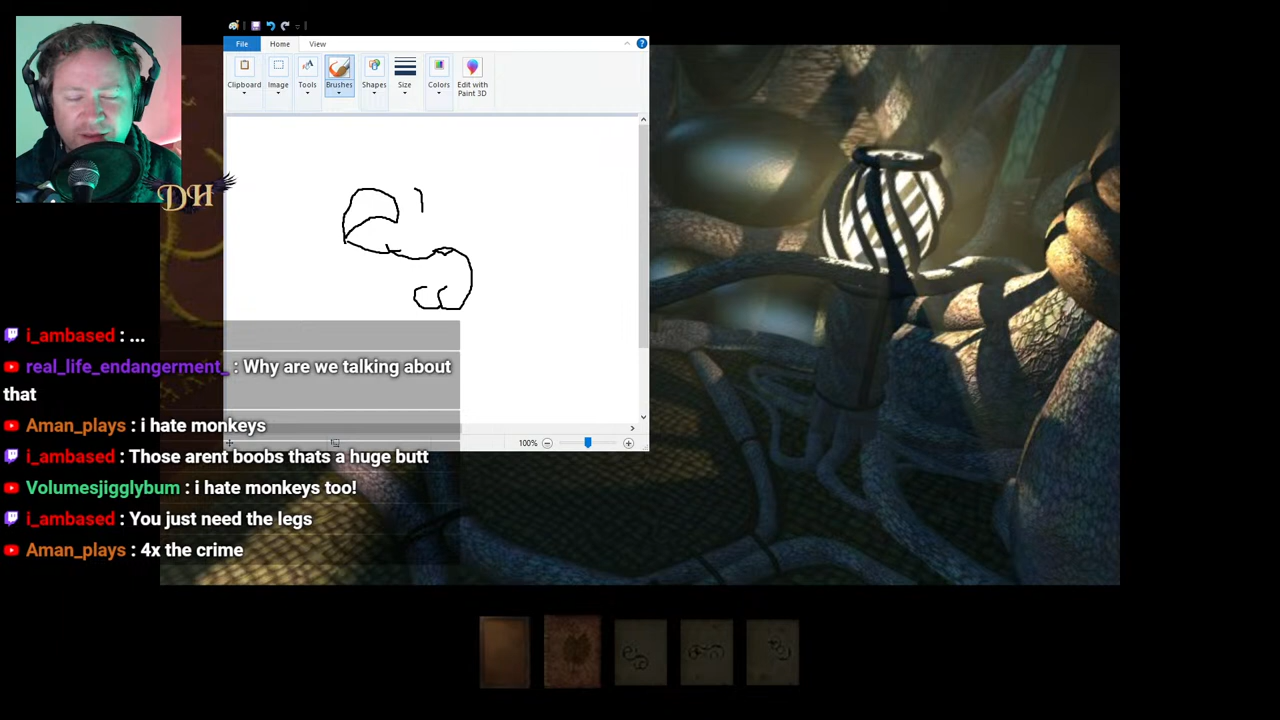 File Home View
Clipboard Image Tools Brushes Shapes Size Colors Edit with
Paint 3D
DH
i_ambased : ...
real_life_endangerment_ : Why are we talking about
that
Aman_plays : i hate monkeys
100%
i_ambased : Those arent boobs thats a huge butt
Volumesjigglybum : i hate monkeys too!
i_ambased : You just need the legs
Aman_plays : 4x the crime